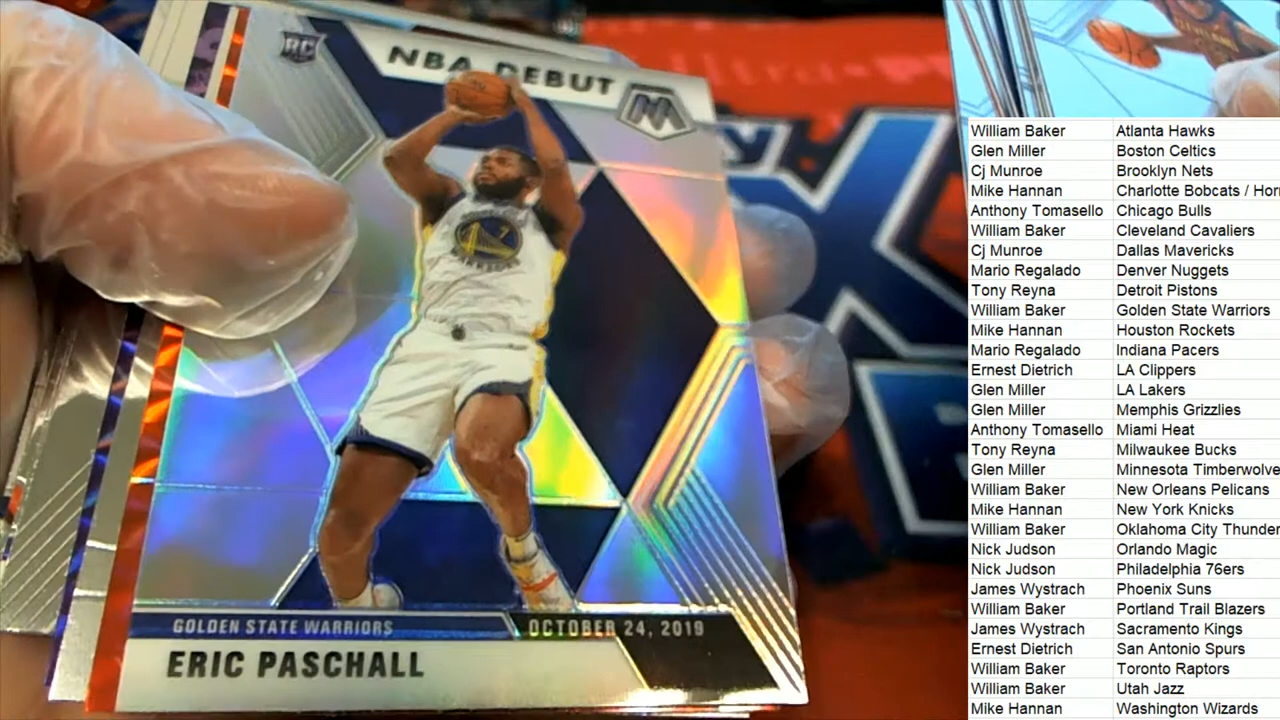 RC
NBA DEBUT
M
GOLDEN STATE WARRIORS
OCTOBER 24, 2019
ERIC PASCHALL
William Baker Atlanta Hawks
Glen Miller Boston Celtics
Cj Munroe Brooklyn Nets
Mike Hannan Charlotte Bobcats / Hor
Anthony Tomasello Chicago Bulls
William Baker Cleveland Cavaliers
Cj Munroe Dallas Mavericks
Mario Regalado Denver Nuggets
Tony Reyna Detroit Pistons
William Baker Golden State Warriors
Mike Hannan Houston Rockets
Mario Regalado Indiana Pacers
Ernest Dietrich LA Clippers
Glen Miller LA Lakers
Glen Miller Memphis Grizzlies
Anthony Tomasello Miami Heat
Tony Reyna Milwaukee Bucks
Glen Miller Minnesota Timberwolve
William Baker New Orleans Pelicans
Mike Hannan New York Knicks
William Baker Oklahoma City Thunder
Nick Judson Orlando Magic
Nick Judson Philadelphia 76ers
James Wystrach Phoenix Suns
William Baker Portland Trail Blazers
James Wystrach Sacramento Kings
Ernest Dietrich San Antonio Spurs
William Baker Toronto Raptors
William Baker Utah Jazz
Mike Hannan Washington Wizards